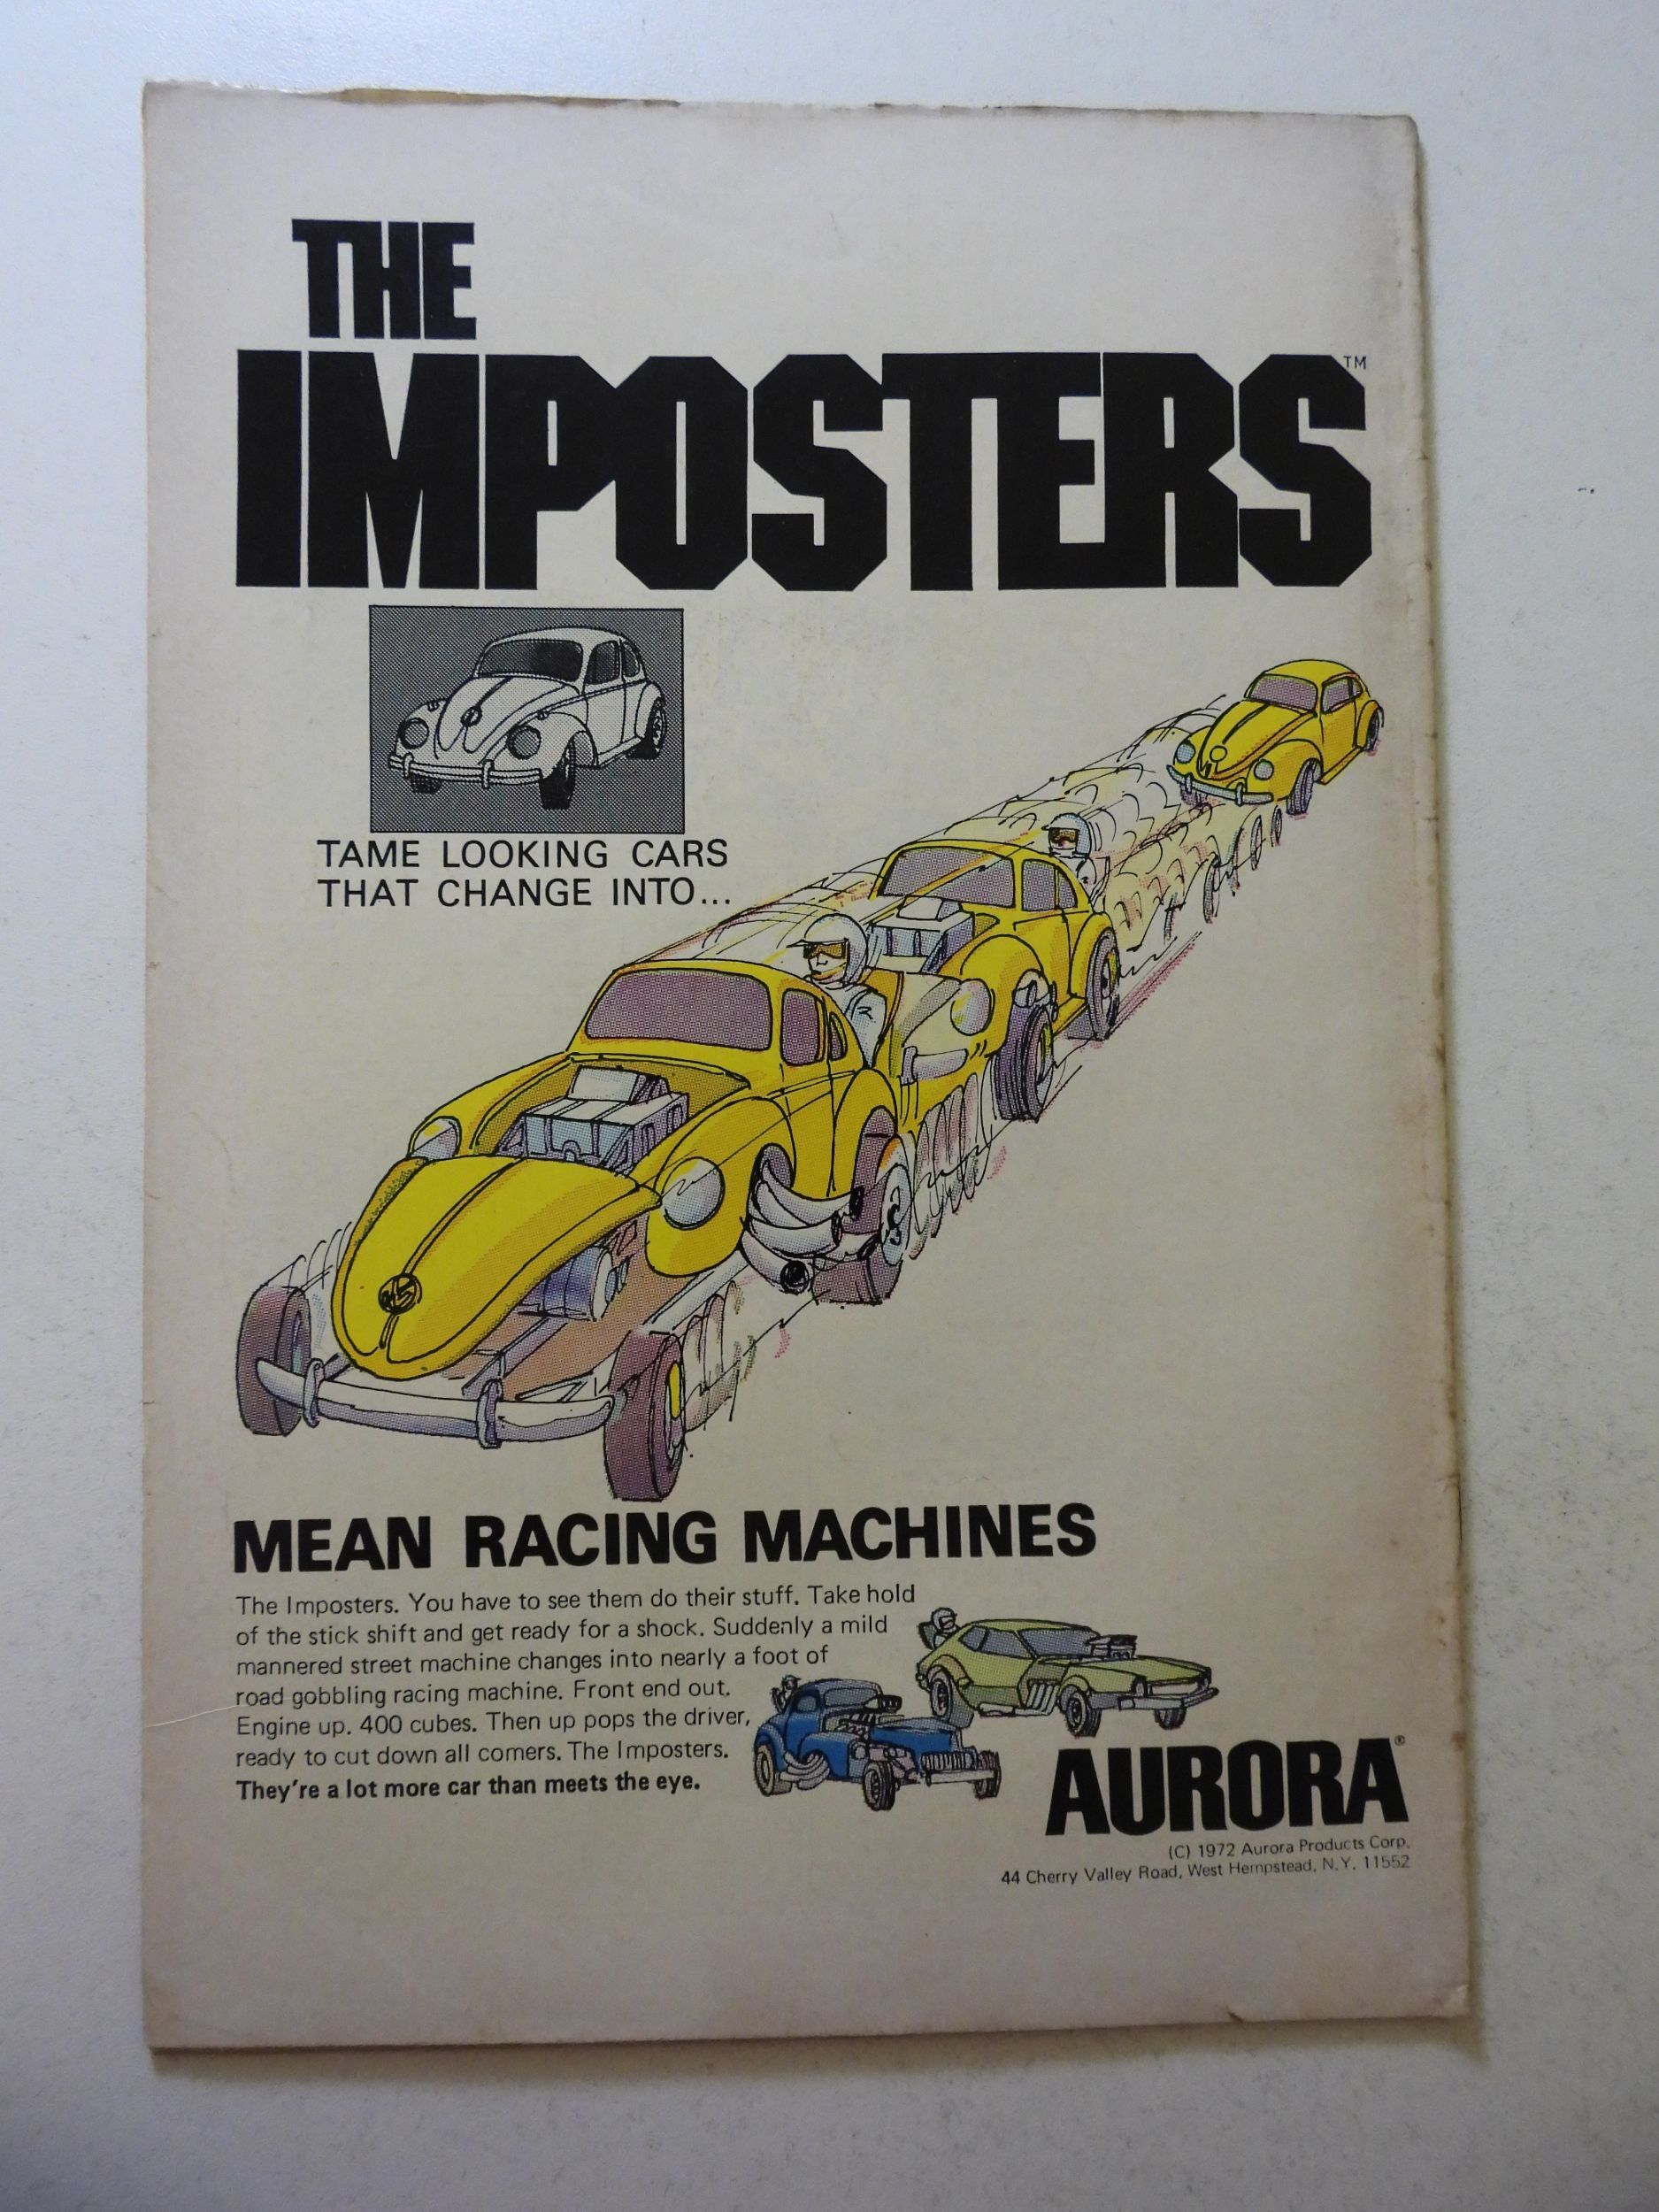 THE
IMPOSTERS™
TAME LOOKING CARS
THAT CHANGE INTO...
MEAN RACING MACHINES
The Imposters. You have to see them do their stuff. Take hold
of the stick shift and get ready for a shock. Suddenly a mild
mannered street machine changes into nearly a foot of
road gobbling racing machine. Front end out.
Engine up. 400 cubes. Then up pops the driver,
ready to cut down all comers. The Imposters.
They're a lot more car than meets the eye.
AURORA®
(C) 1972 Aurora Products Corp.
44 Cherry Valley Road, West Hempstead, N.Y. 11552